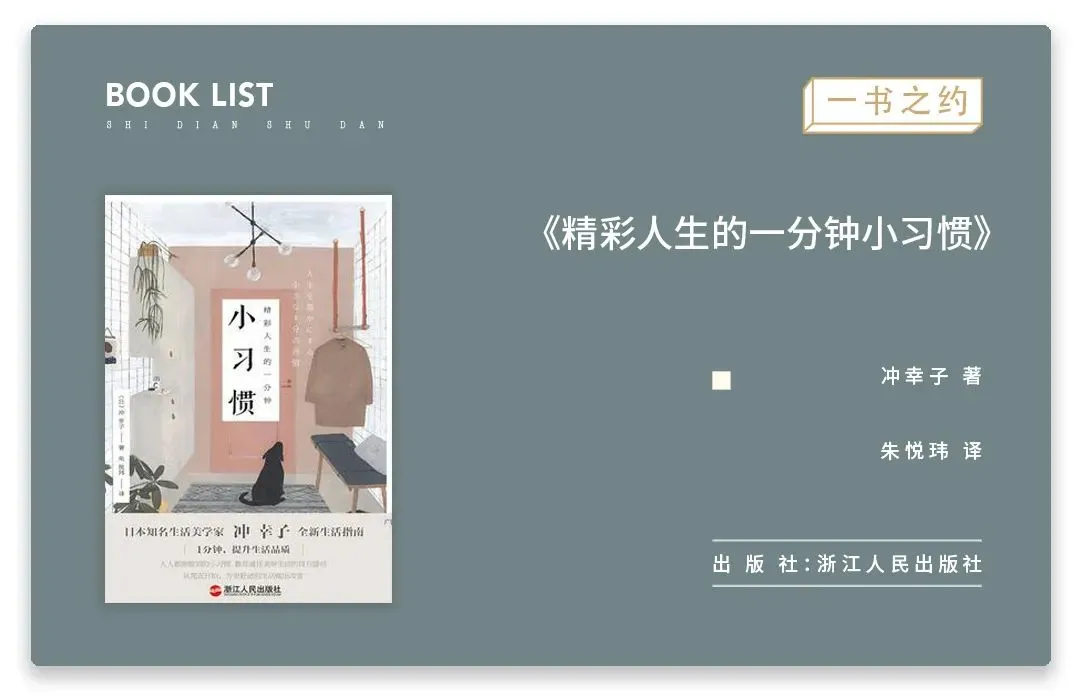 BOOK LIST
SHI DIAN SHU DAN
一书之约
《精彩人生的一分钟小习惯》
冲幸子 著
朱悦玮 译
出 版 社:浙江人民出版社
小习惯
精彩人生的一分钟
日本知名生活美学家 冲 幸子 全新生活指南
1分钟，提升生活品质
浙江人民出版社